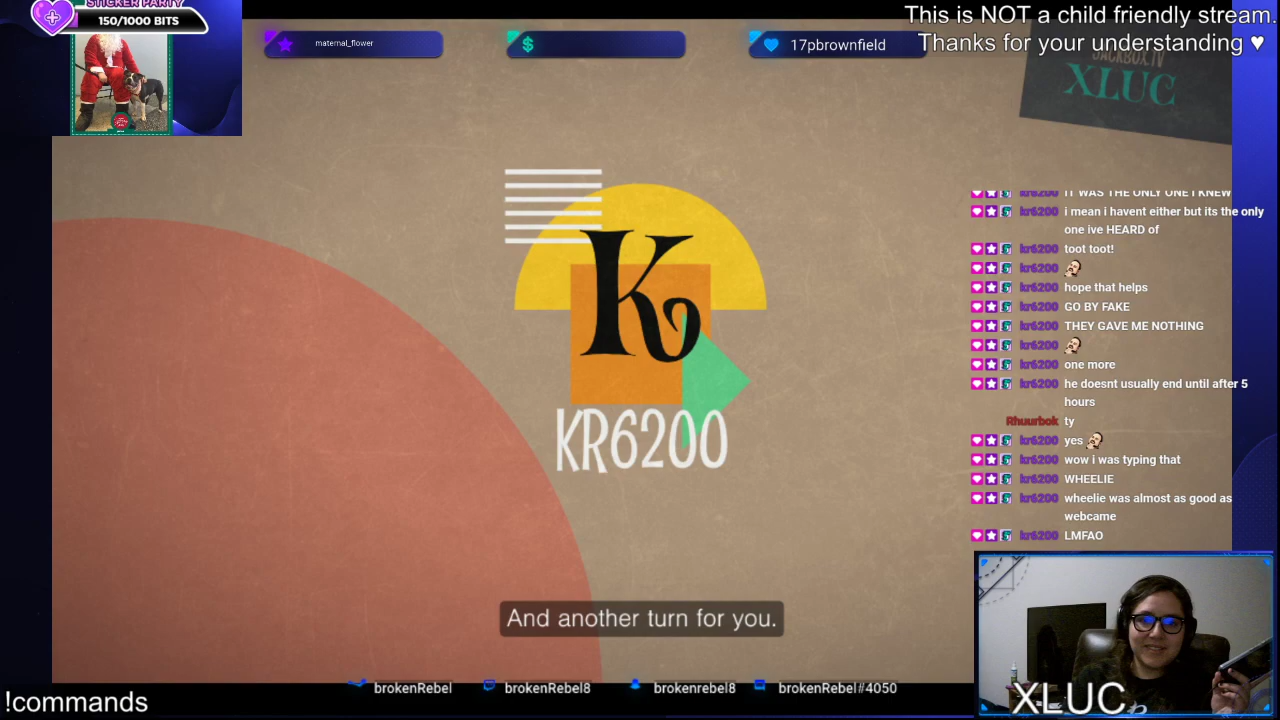 STICKER PARTY
150/1000 BITS
maternal_flower
$
17pbrownfield
This is NOT a child friendly stream.
Thanks for your understanding ♥
JACKBOX.TV
XLUC
K
KR6200
And another turn for you.
kr6200 IT WAS THE ONLY ONE I KNEW
kr6200 i mean i havent either but its the only
one ive HEARD of
kr6200 toot toot!
kr6200
kr6200 hope that helps
kr6200 GO BY FAKE
kr6200 THEY GAVE ME NOTHING
kr6200
kr6200 one more
kr6200 he doesnt usually end until after 5
hours
Rhuurbok ty
kr6200 yes
kr6200 wow i was typing that
kr6200 WHEELIE
kr6200 wheelie was almost as good as
webcame
kr6200 LMFAO
!commands
brokenRebel
brokenRebel8
brokenrebel8
brokenRebel#4050
XLUC